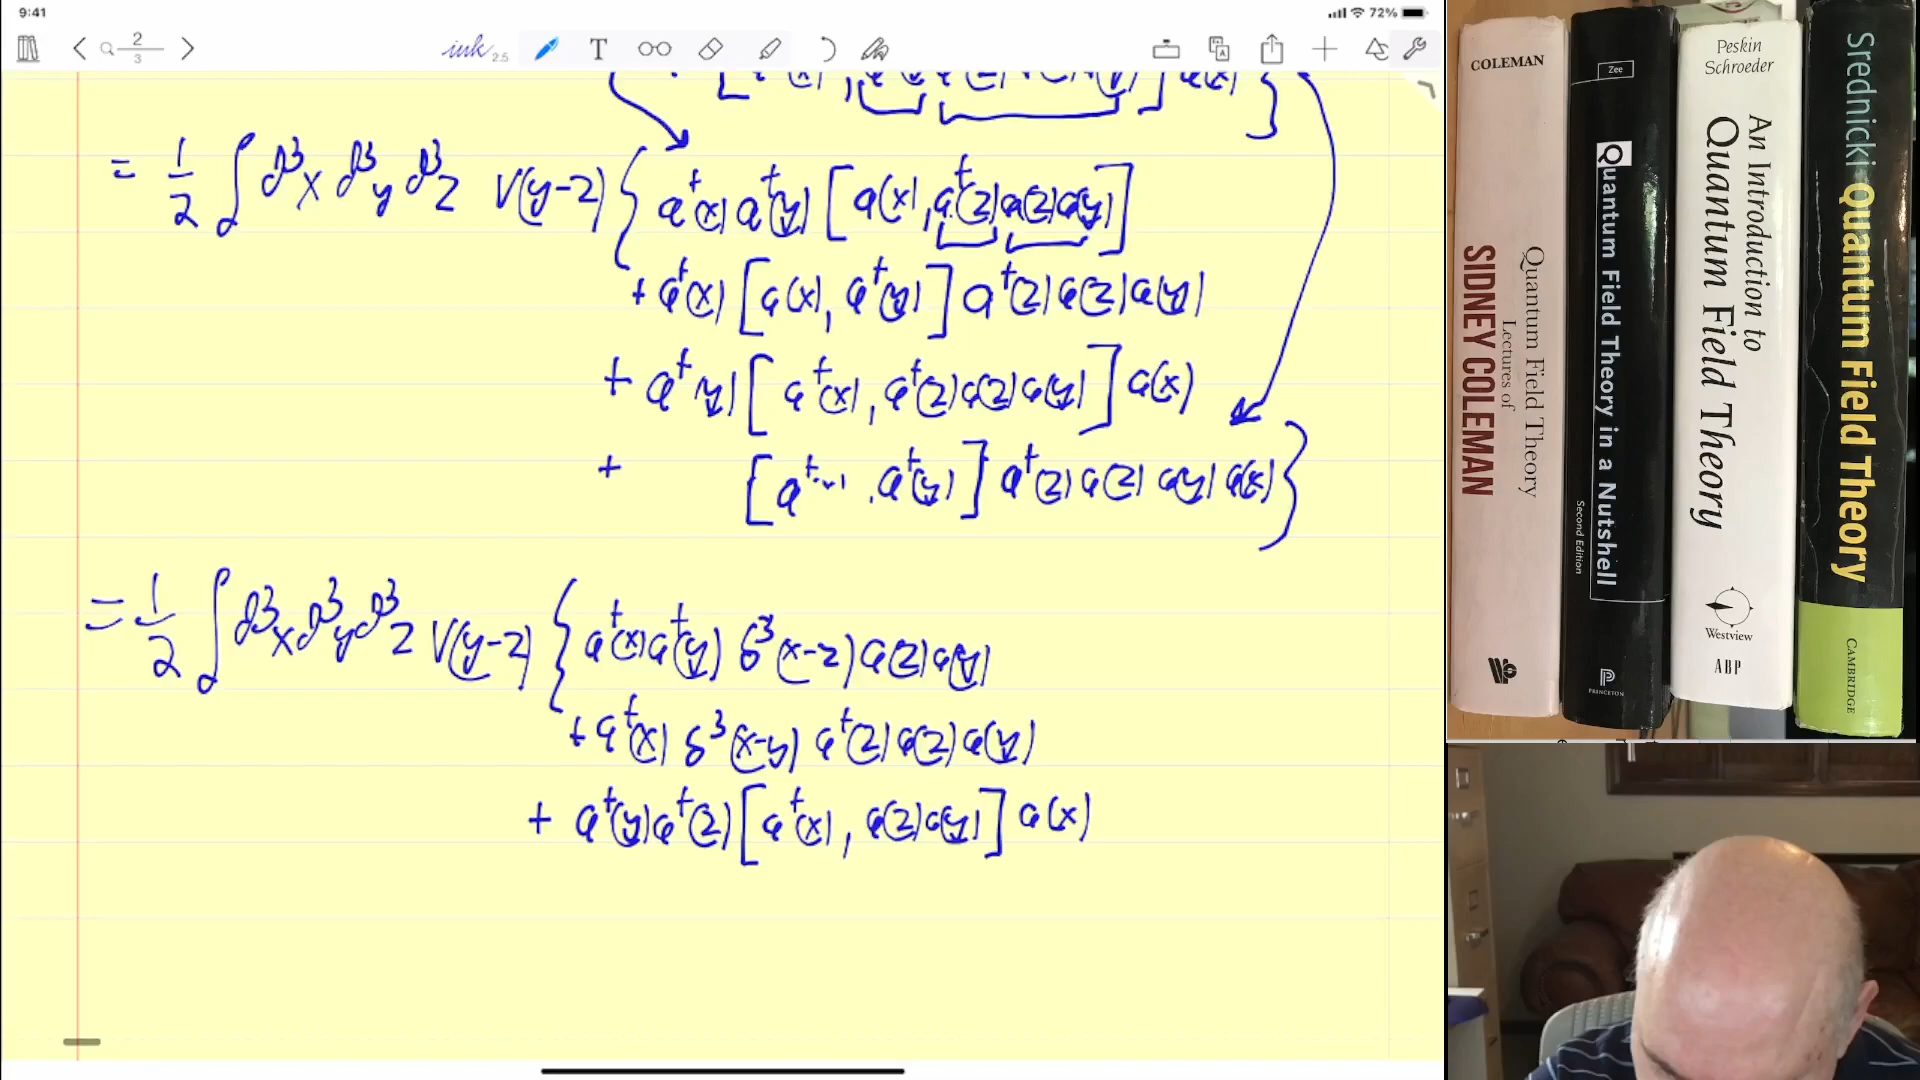 9:41
72%
2
3
ink 2.5
T
= 1/2 ∫ d³x d³y d³z V(y-z) { a†(x) a†(y) [a(x), a†(z) a(z) a(y)]
+ a†(x) [a(x), a†(y)] a†(z) a(z) a(y)
+ a†(y) [a†(x), a†(z) a(z) a(y)] a(x)
+ [a†(x), a†(y)] a†(z) a(z) a(y) a(x) }
= 1/2 ∫ d³x d³y d³z V(y-z) { a†(x) a†(y) δ³(x-z) a(z) a(y)
+ a†(x) δ³(x-y) a†(z) a(z) a(y)
+ a†(y) a†(z) [a†(x), a(z) a(y)] a(x)
COLEMAN
Lectures of
SIDNEY COLEMAN
Quantum Field Theory
Zee
Quantum Field Theory in a Nutshell
Second Edition
PRINCETON
Peskin
Schroeder
An Introduction to
Quantum Field Theory
Westview
ABP
Srednicki Quantum Field Theory
CAMBRIDGE